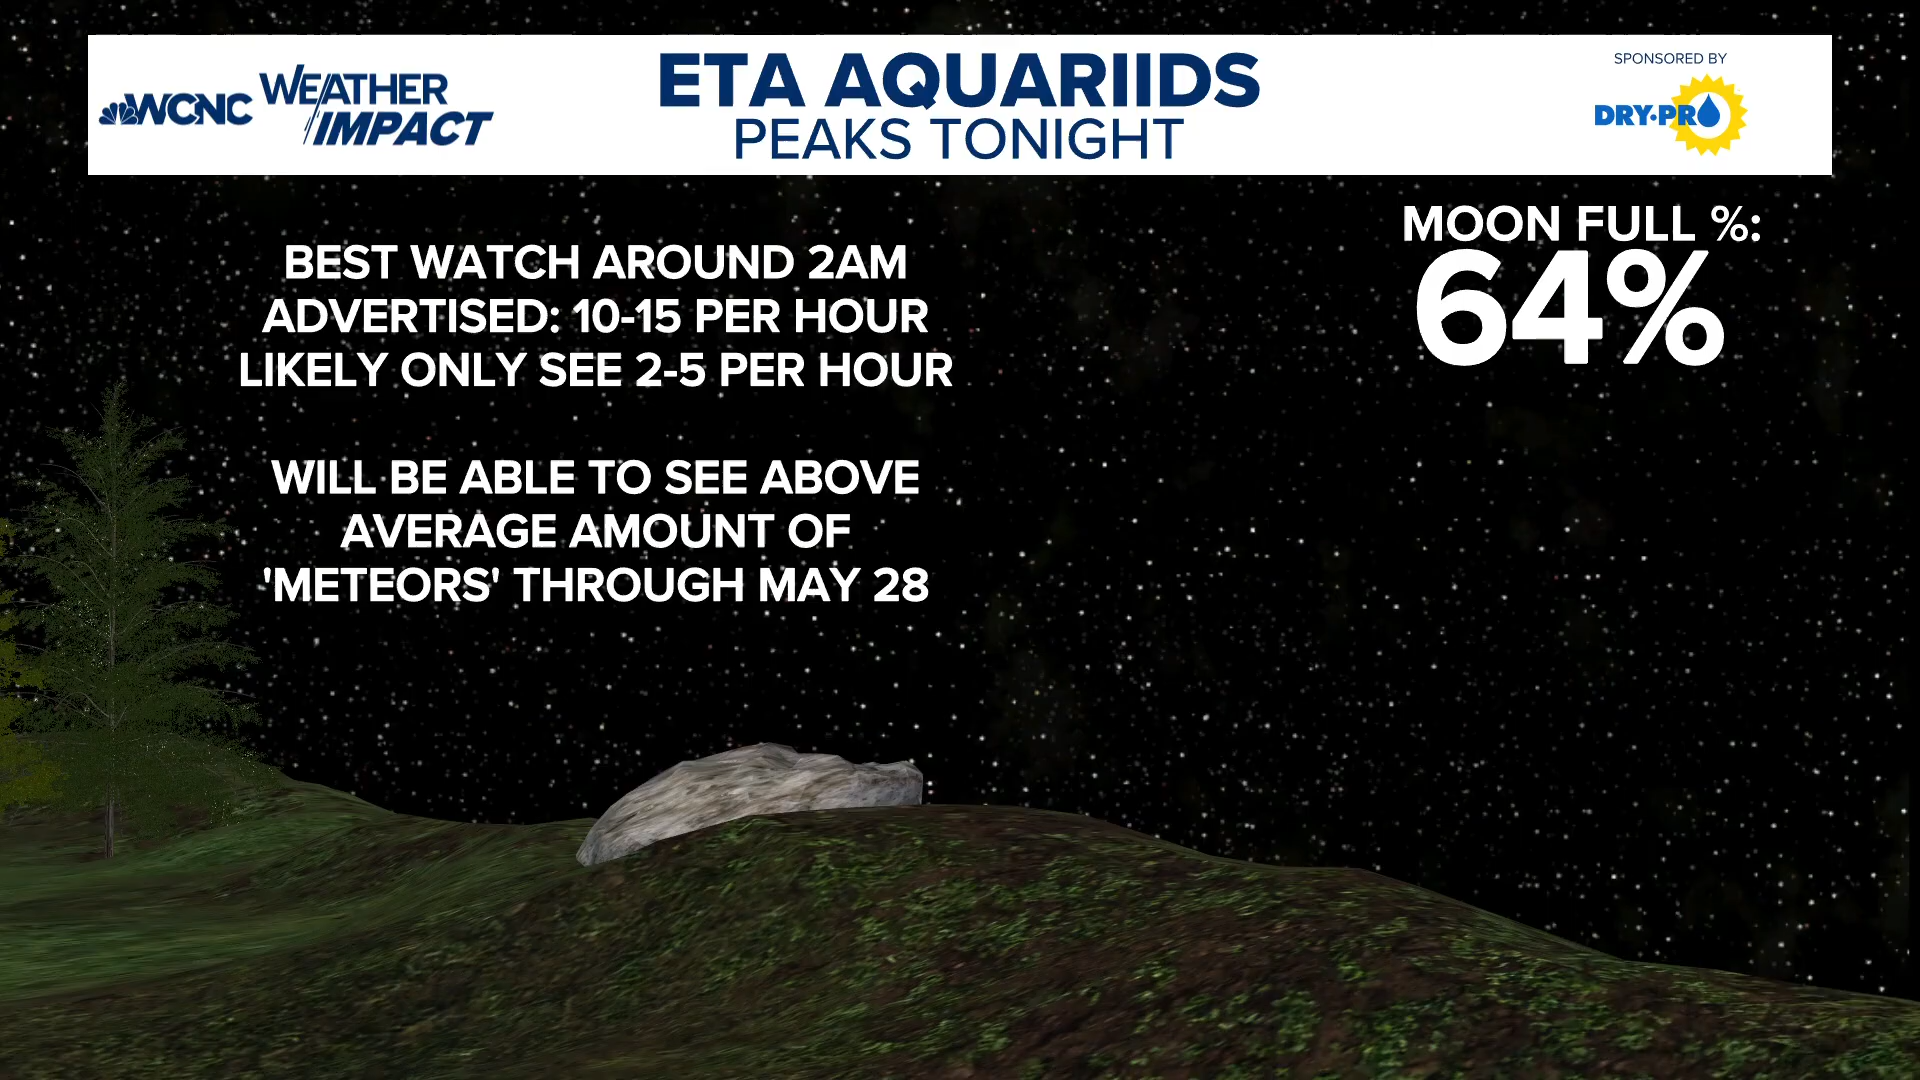 WCNC WEATHER IMPACT
ETA AQUARIIDS
PEAKS TONIGHT
SPONSORED BY
DRY•PRO
MOON FULL %:
64%
BEST WATCH AROUND 2AM
ADVERTISED: 10-15 PER HOUR
LIKELY ONLY SEE 2-5 PER HOUR
WILL BE ABLE TO SEE ABOVE
AVERAGE AMOUNT OF
'METEORS' THROUGH MAY 28